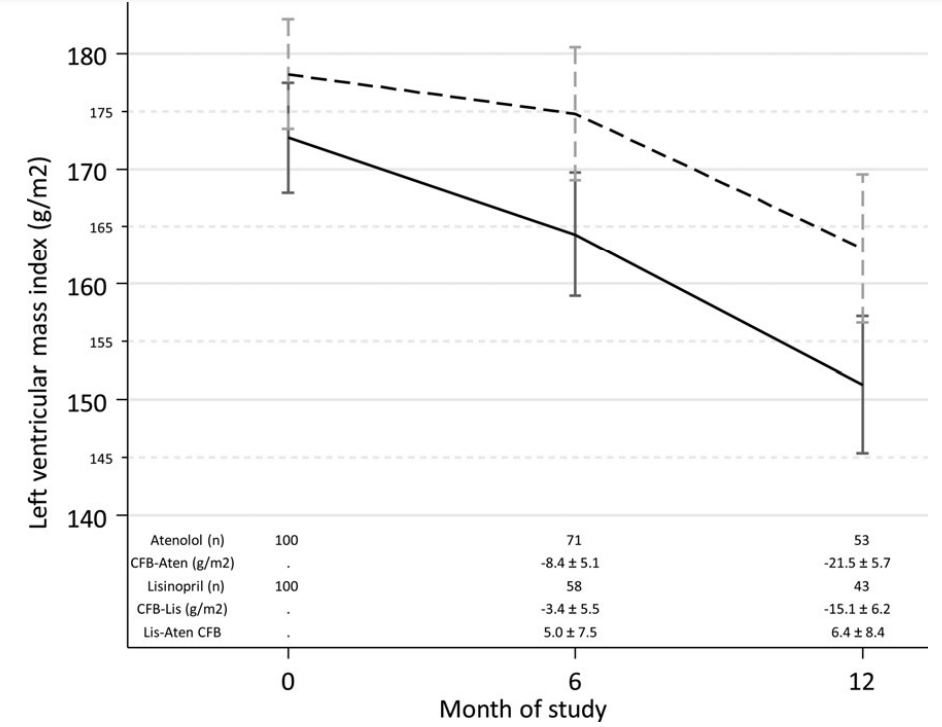 Left ventricular mass index (g/m2)
180
175
170
165
160
155
150
145
140
Atenolol (n) 100 71 53
CFB-Aten (g/m2) . -8.4 ± 5.1 -21.5 ± 5.7
Lisinopril (n) 100 58 43
CFB-Lis (g/m2) . -3.4 ± 5.5 -15.1 ± 6.2
Lis-Aten CFB . 5.0 ± 7.5 6.4 ± 8.4
0 6 12
Month of study